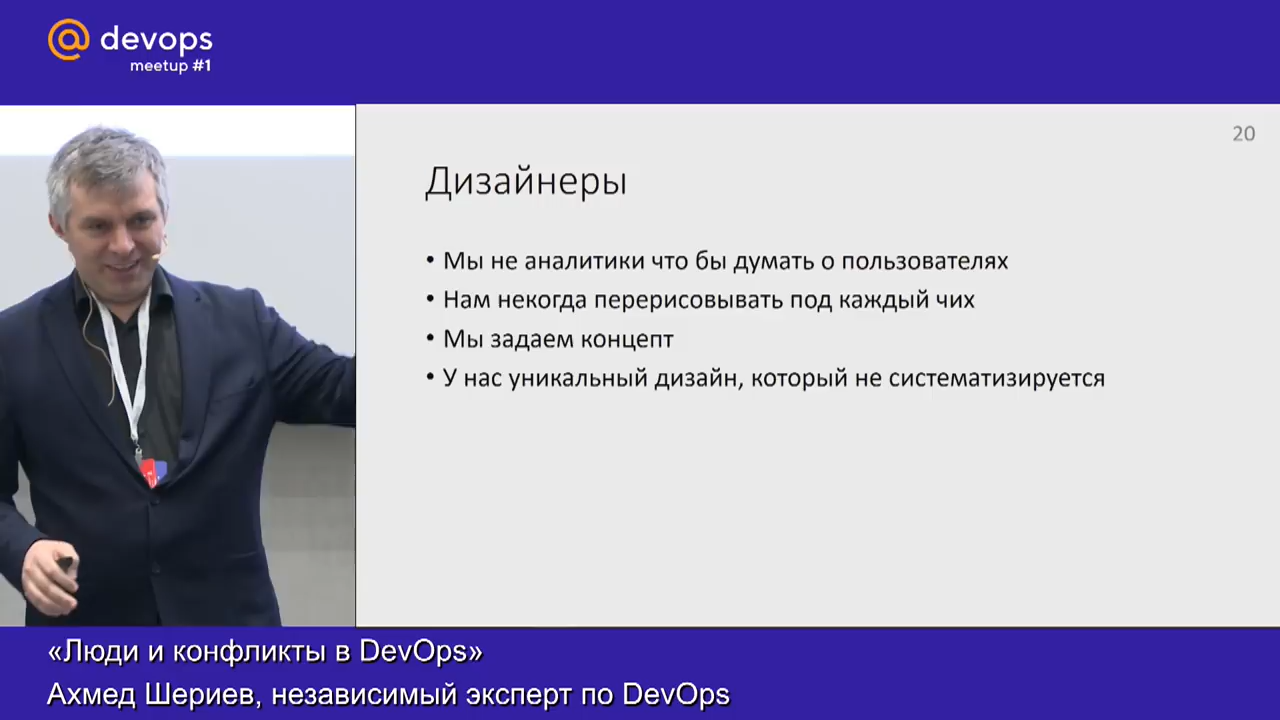 @ devops
meetup #1
20
Дизайнеры
• Мы не аналитики что бы думать о пользователях
• Нам некогда перерисовывать под каждый чих
• Мы задаем концепт
• У нас уникальный дизайн, который не систематизируется
«Люди и конфликты в DevOps»
Ахмед Шериев, независимый эксперт по DevOps